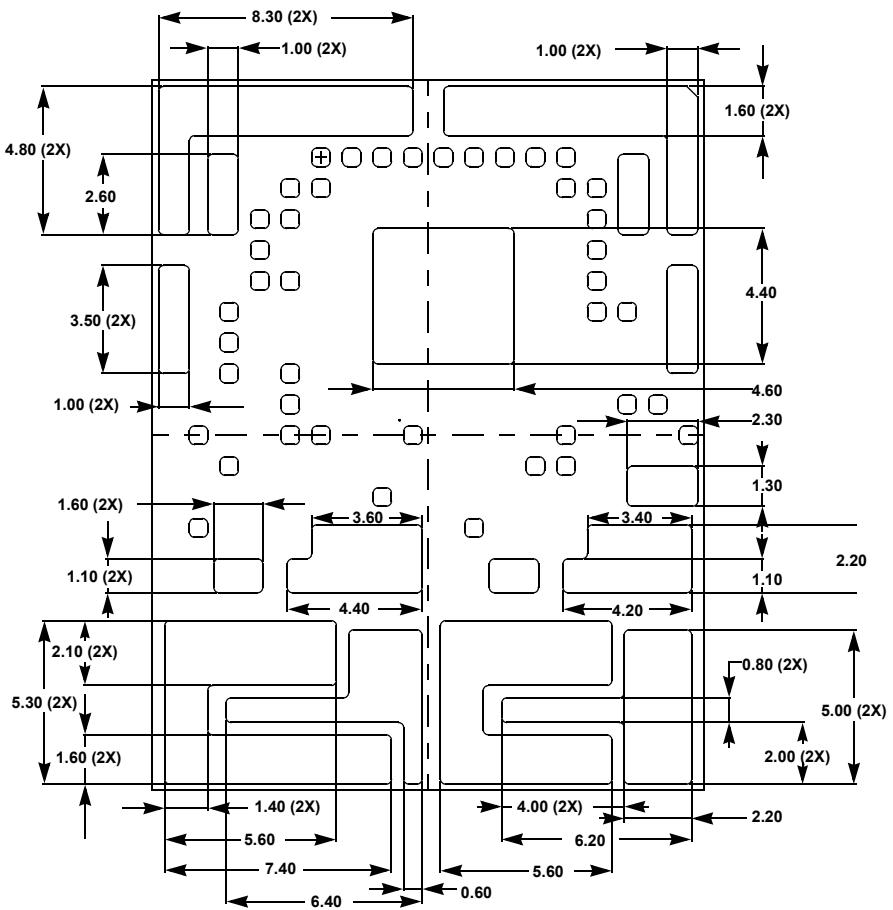 8.30 (2X)
1.00 (2X)
1.00 (2X)
1.60 (2X)
4.80 (2X)
2.60
3.50 (2X)
4.40
1.00 (2X)
4.60
2.30
1.30
1.60 (2X)
3.60
3.40
2.20
1.10 (2X)
1.10
4.40
4.20
2.10 (2X)
0.80 (2X)
5.30 (2X)
5.00 (2X)
1.60 (2X)
2.00 (2X)
1.40 (2X)
4.00 (2X)
2.20
5.60
6.20
7.40
5.60
6.40
0.60